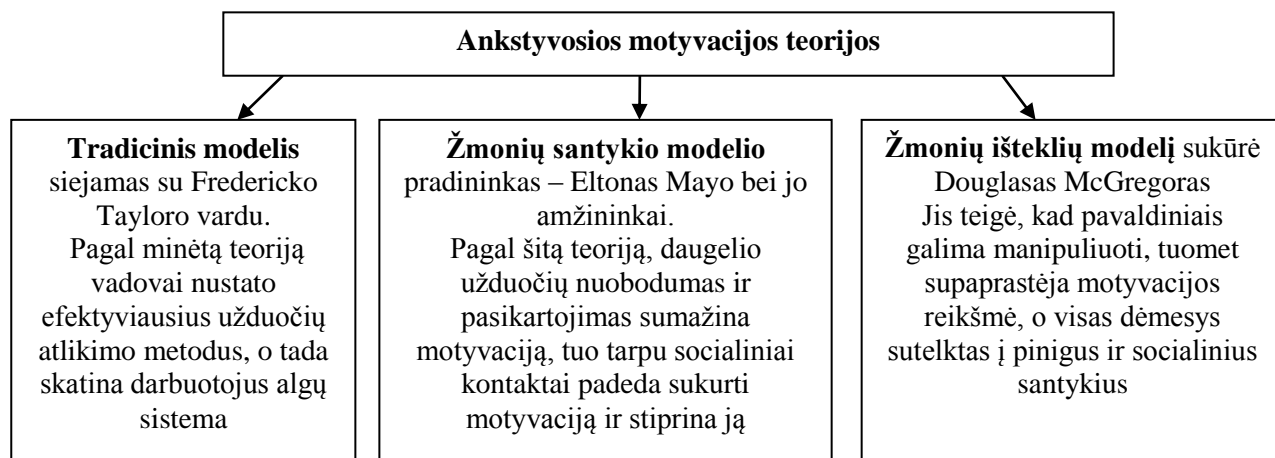 Ankstyvosios motyvacijos teorijos
Tradicinis modelis
siejamas su Fredericko
Tayloro vardu.
Pagal minėtą teoriją
vadovai nustato
efektyviausius užduočių
atlikimo metodus, o tada
skatina darbuotojus algų
sistema
Žmonių santykio modelio
pradininkas – Eltonas Mayo bei jo
amžininkai.
Pagal šitą teoriją, daugelio
užduočių nuobodumas ir
pasikartojimas sumažina
motyvaciją, tuo tarpu socialiniai
kontaktai padeda sukurti
motyvaciją ir stiprina ją
Žmonių išteklių modelį sukūrė
Douglasas McGregoras
Jis teigė, kad pavaldiniais
galima manipuliuoti, tuomet
supaprastėja motyvacijos
reikšmė, o visas dėmesys
sutelktas į pinigus ir socialinius
santykius